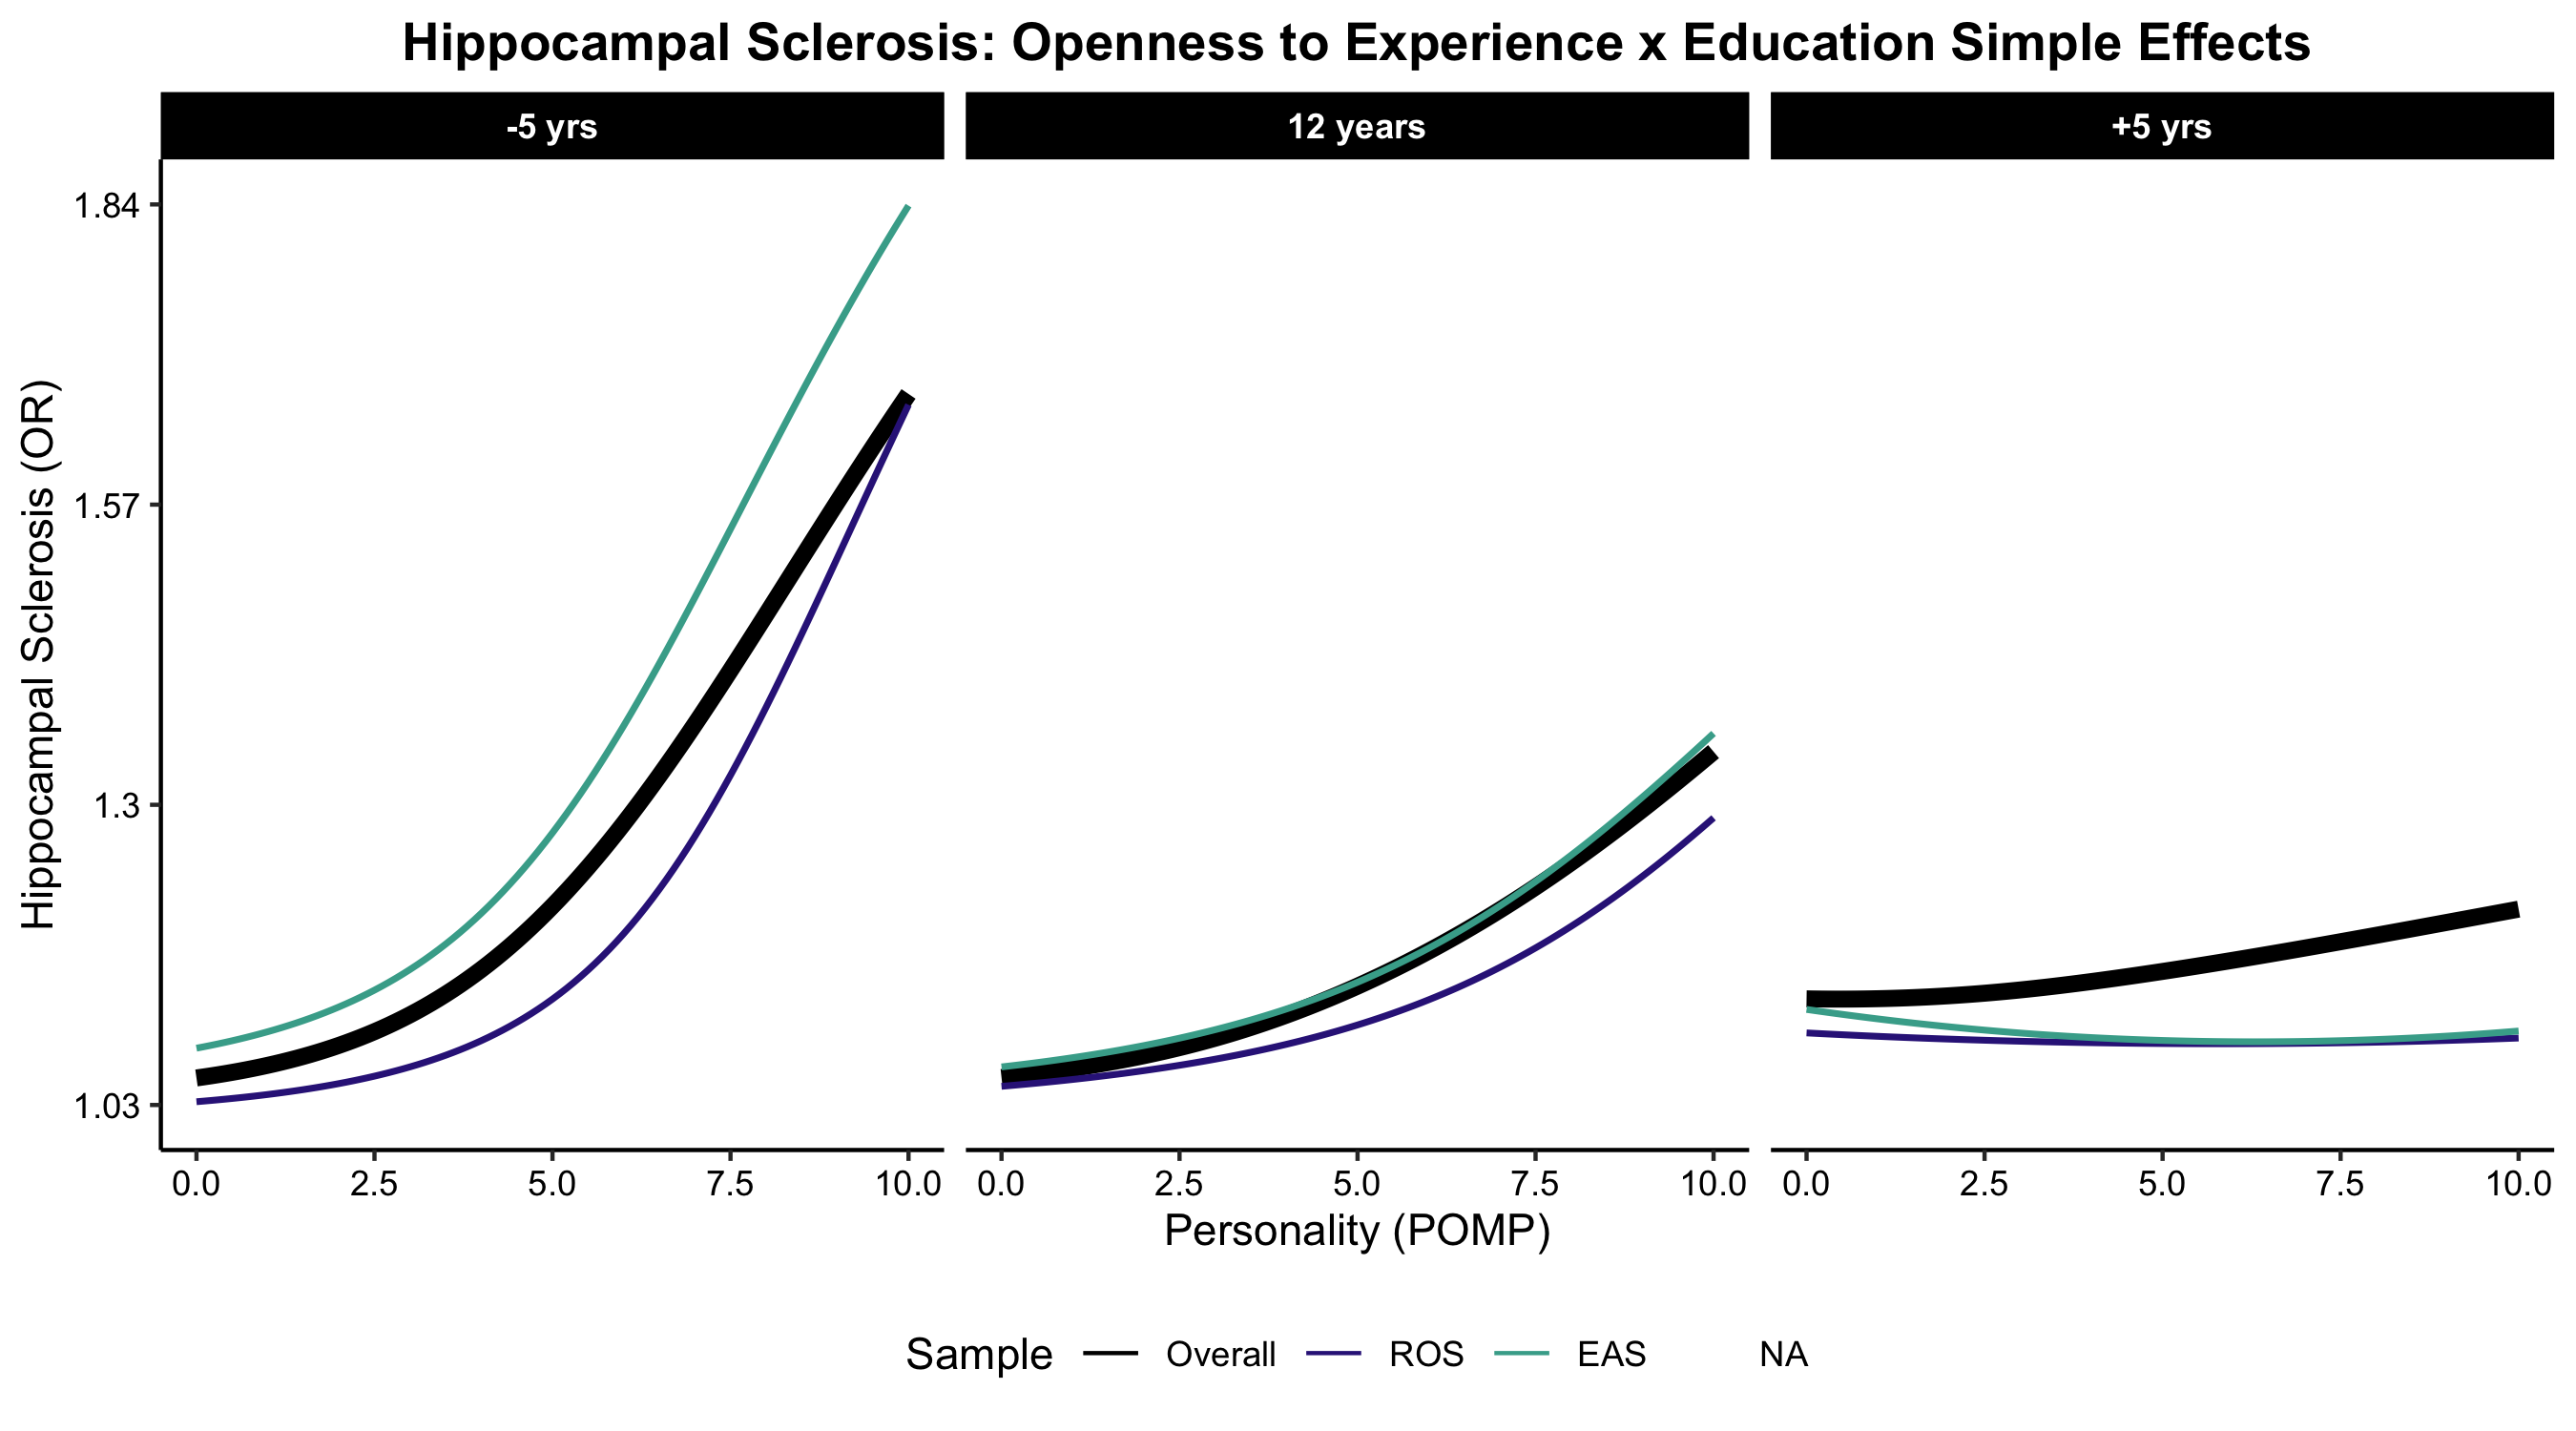 Hippocampal Sclerosis: Openness to Experience x Education Simple Effects
-5 yrs
12 years
+5 yrs
Hippocampal Sclerosis (OR)
1.84
1.57
1.3
1.03
0.0 2.5 5.0 7.5 10.0
0.0 2.5 5.0 7.5 10.0
0.0 2.5 5.0 7.5 10.0
Personality (POMP)
Sample Overall ROS EAS NA